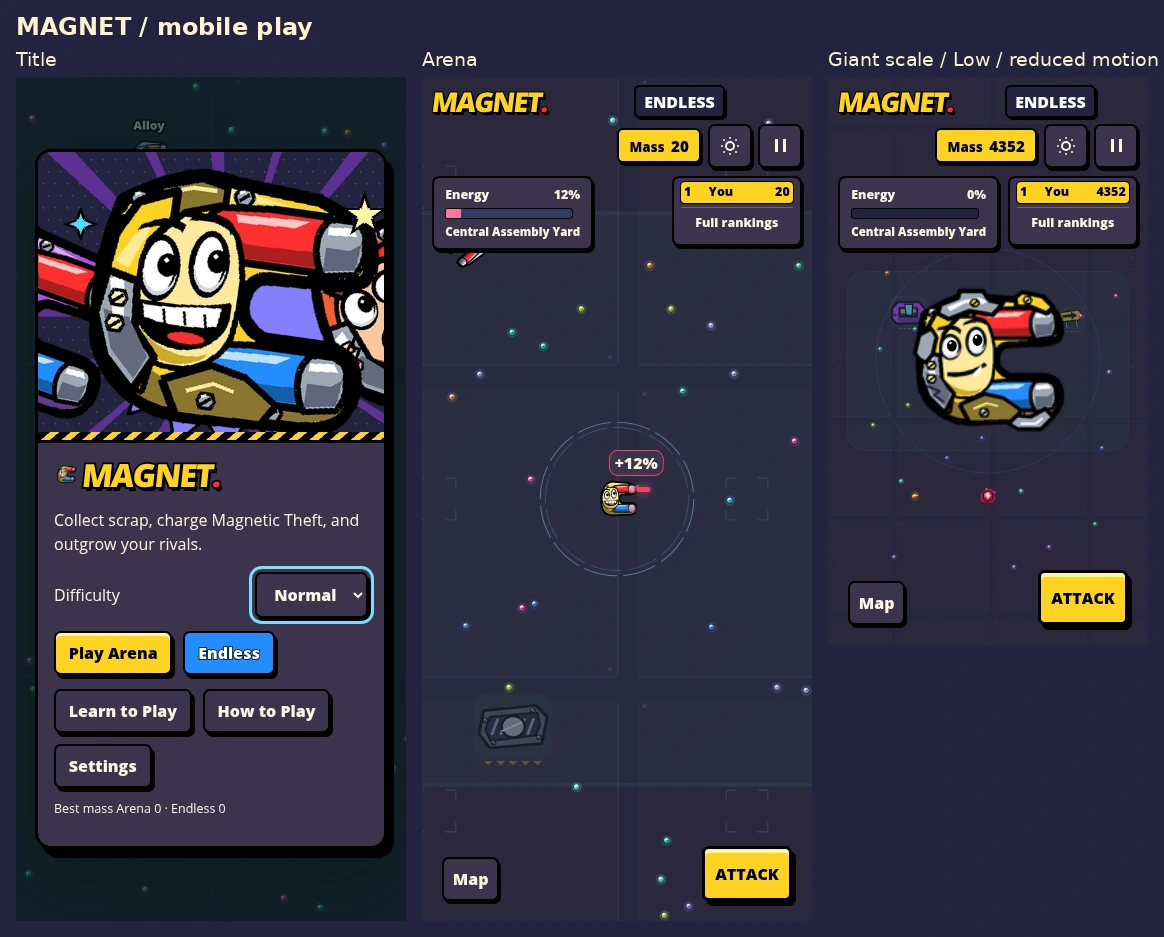 MAGNET / mobile play
Title
Alloy
MAGNET.
Collect scrap, charge Magnetic Theft, and
outgrow your rivals.
Difficulty
Normal
Play Arena
Endless
Learn to Play
How to Play
Settings
Best mass Arena 0 · Endless 0
Arena
MAGNET.
ENDLESS
Mass 20
Energy 12%
Central Assembly Yard
1 You 20
Full rankings
+12%
Map
ATTACK
Giant scale / Low / reduced motion
MAGNET.
ENDLESS
Mass 4352
Energy 0%
Central Assembly Yard
1 You 4352
Full rankings
Map
ATTACK